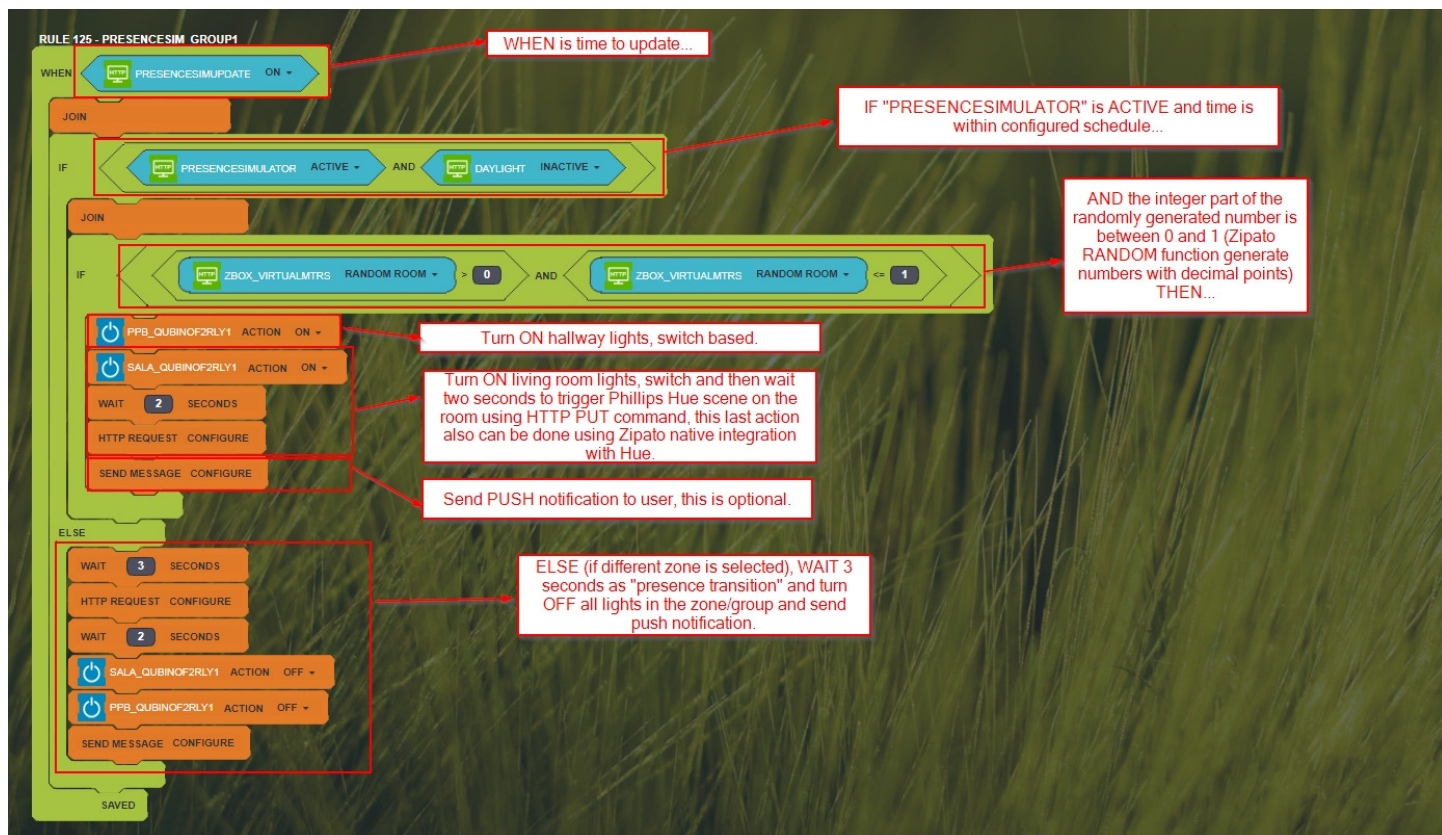 RULE 125 - PRESENCESIM GROUP1
WHEN is time to update...
WHEN HTTP PRESENCESIMUPDATE ON
JOIN
IF "PRESENCESIMULATOR" is ACTIVE and time is
within configured schedule...
IF HTTP PRESENCESIMULATOR ACTIVE AND HTTP DAYLIGHT INACTIVE
JOIN
AND the integer part of the
randomly generated number is
between 0 and 1 (Zipato
RANDOM function generate
numbers with decimal points)
THEN...
IF HTTP ZBOX_VIRTUALMTRS RANDOM ROOM > 0 AND HTTP ZBOX_VIRTUALMTRS RANDOM ROOM <= 1
PPB_QUBINOF2RLY1 ACTION ON
Turn ON hallway lights, switch based.
SALA_QUBINOF2RLY1 ACTION ON
WAIT 2 SECONDS
HTTP REQUEST CONFIGURE
Turn ON living room lights, switch and then wait
two seconds to trigger Phillips Hue scene on the
room using HTTP PUT command, this last action
also can be done using Zipato native integration
with Hue.
SEND MESSAGE CONFIGURE
Send PUSH notification to user, this is optional.
ELSE
WAIT 3 SECONDS
HTTP REQUEST CONFIGURE
WAIT 2 SECONDS
SALA_QUBINOF2RLY1 ACTION OFF
PPB_QUBINOF2RLY1 ACTION OFF
SEND MESSAGE CONFIGURE
ELSE (if different zone is selected), WAIT 3
seconds as "presence transition" and turn
OFF all lights in the zone/group and send
push notification.
SAVED